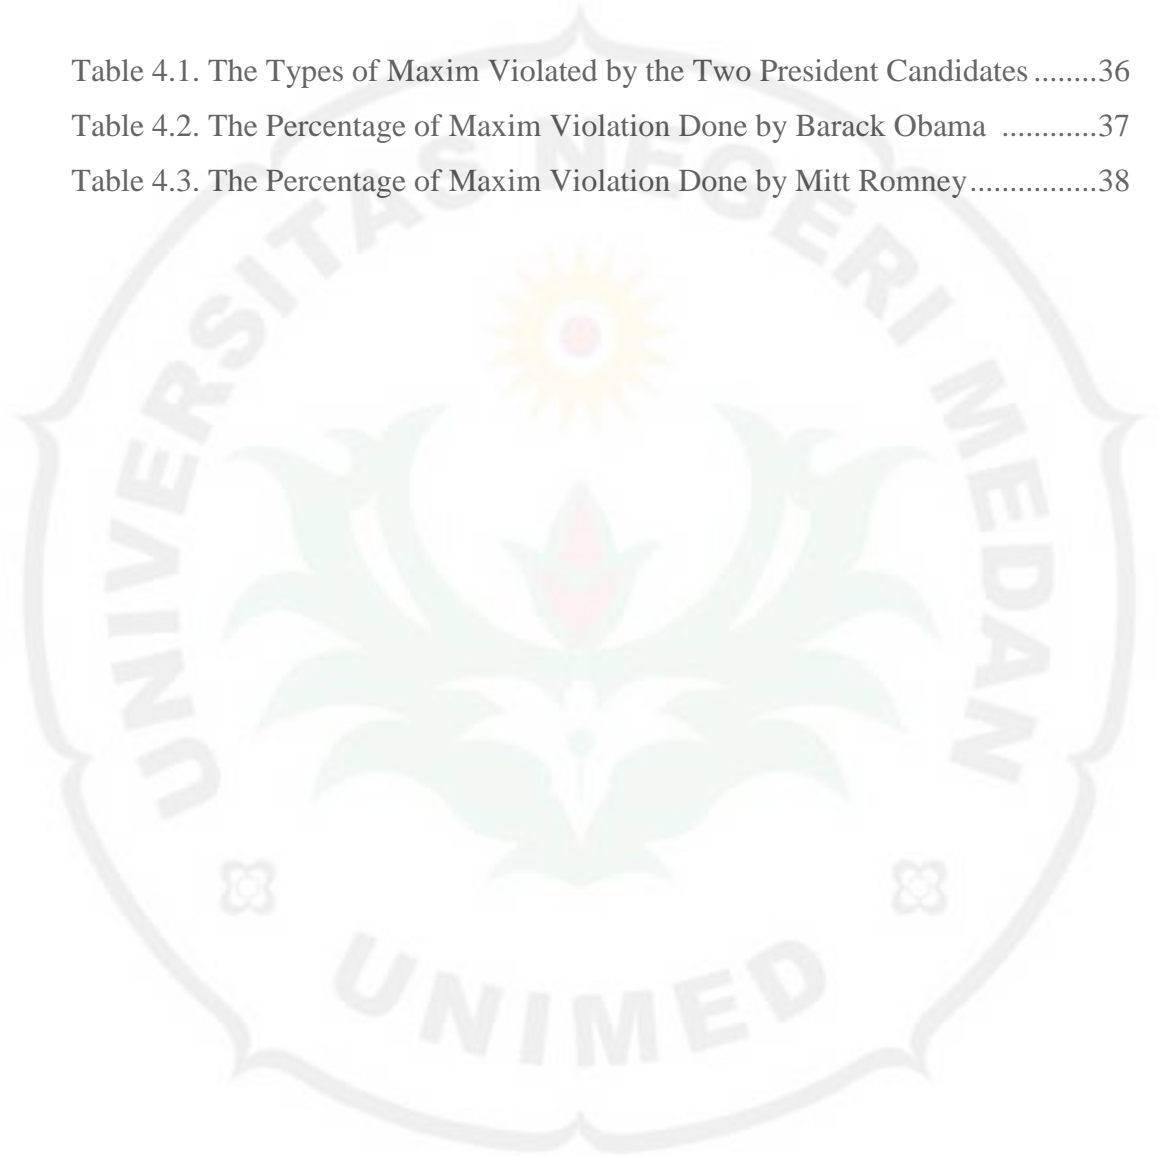 Table 4.1. The Types of Maxim Violated by the Two President Candidates ........36
Table 4.2. The Percentage of Maxim Violation Done by Barack Obama ............37
Table 4.3. The Percentage of Maxim Violation Done by Mitt Romney................38
UNIVERSITAS NEGERI MEDAN
UNIMED